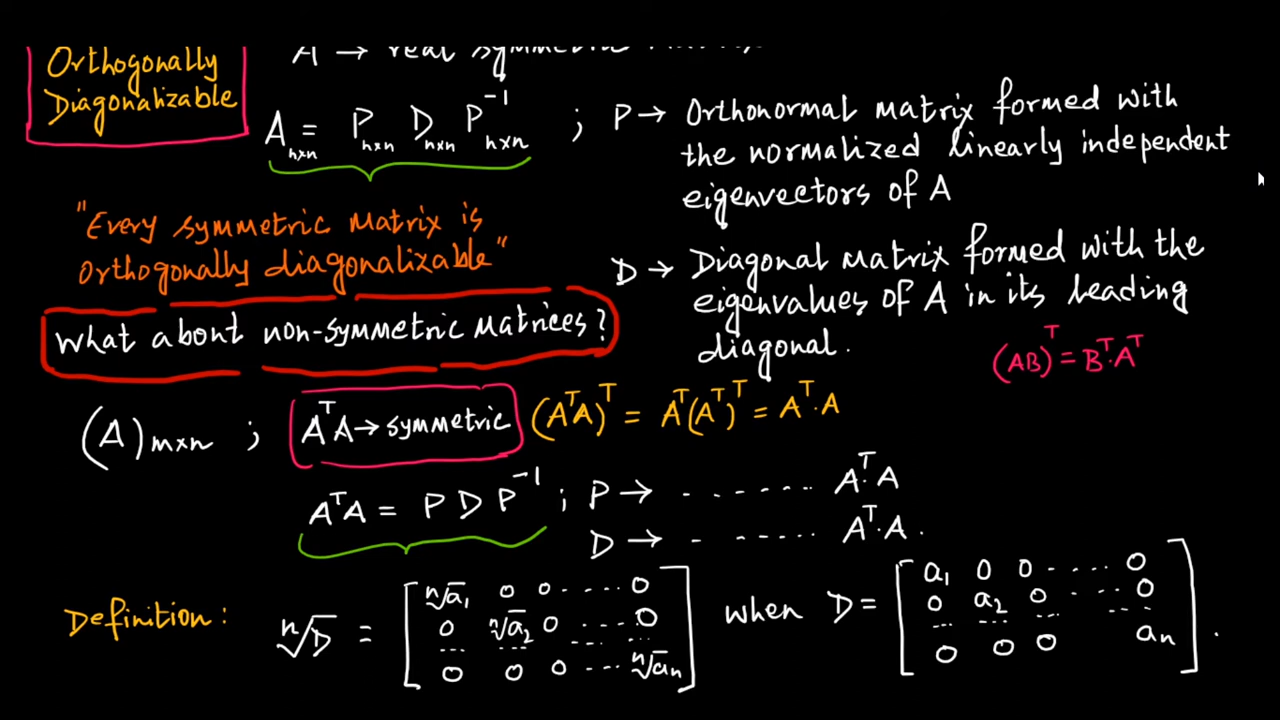 Orthogonally
Diagonalizable
A → real symmetric matrix
A_{n×n} = P_{n×n} D_{n×n} P^{-1}_{n×n} ; P → Orthonormal matrix formed with
the normalized linearly independent
eigenvectors of A
"Every symmetric matrix is
orthogonally diagonalizable"
D → Diagonal matrix formed with the
eigenvalues of A in its leading
diagonal.
What about non-symmetric matrices?
(AB)^T = B^T·A^T
(A)_{m×n} ; A^TA → symmetric (A^TA)^T = A^T(A^T)^T = A^T·A
A^TA = P D P^{-1} ; P → . ...... A^T·A
D → . ...... A^T·A.
Definition: ⁿ√D = [ⁿ√a₁ 0 0 ..... 0
0 ⁿ√a₂ 0 ..... 0
... ... ... ...
0 0 0 ... ⁿ√aₙ] when D = [a₁ 0 0 ..... 0
0 a₂ 0 ..... 0
... ... ... ...
0 0 0 aₙ] .